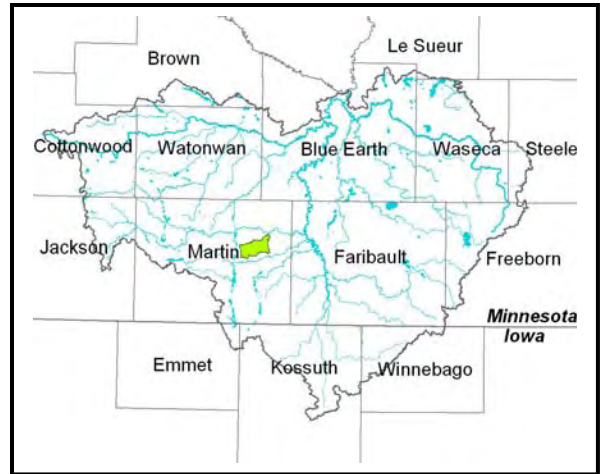 Le Sueur
Brown
Cottonwood
Watonwan
Blue Earth
Waseca
Steele
Jackson
Martin
Faribault
Freeborn
Minnesota
Iowa
Emmet
Kossuth
Winnebago